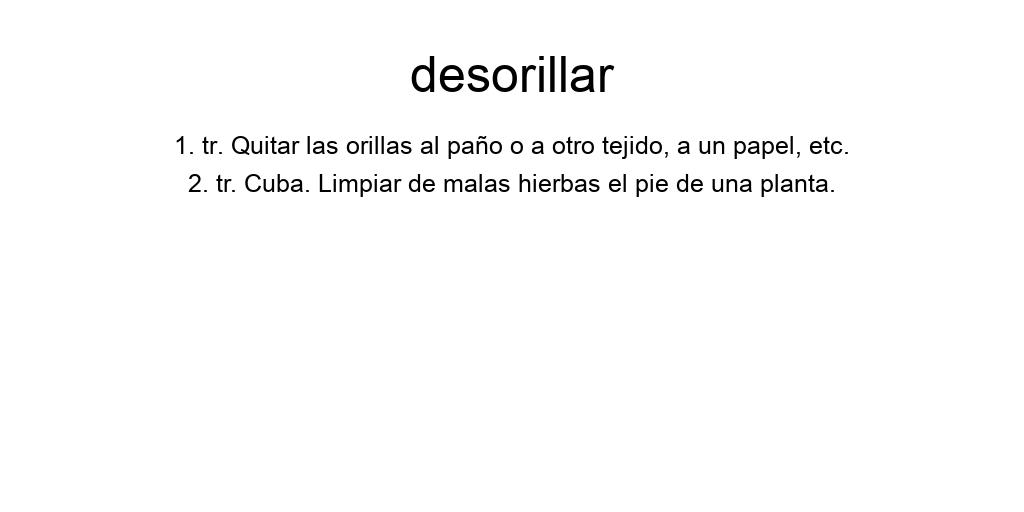 desorillar
1. tr. Quitar las orillas al paño o a otro tejido, a un papel, etc.
2. tr. Cuba. Limpiar de malas hierbas el pie de una planta.